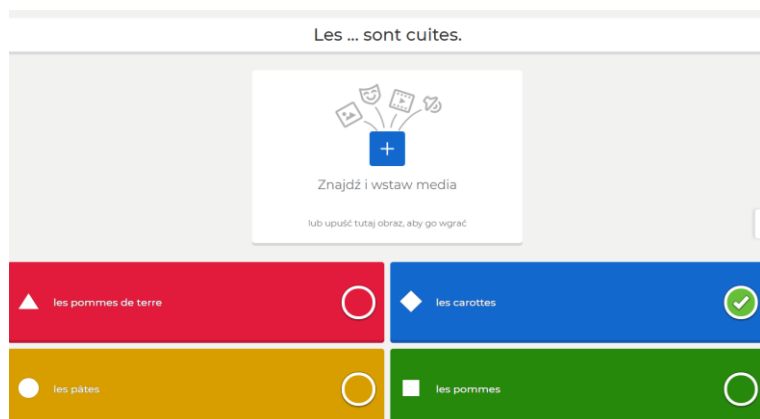 Les ... sont cuites.
Znajdź i wstaw media
lub upuść tutaj obraz, aby go wgrać
les pommes de terre
les carottes
les pâtes
les pommes